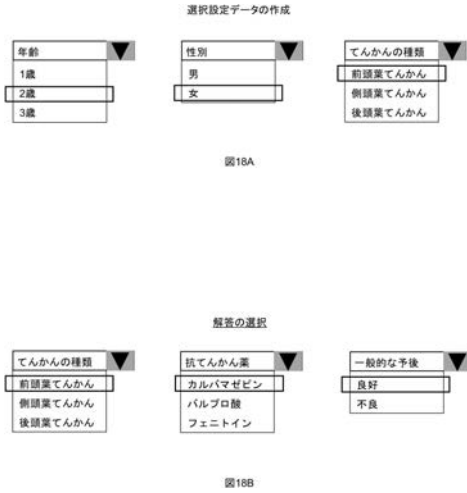 選択設定データの作成
年齢
1歳
2歳
3歳
性別
男
女
てんかんの種類
前頭葉てんかん
側頭葉てんかん
後頭葉てんかん
図18A
解答の選択
てんかんの種類
前頭葉てんかん
側頭葉てんかん
後頭葉てんかん
抗てんかん薬
カルバマゼピン
バルプロ酸
フェニトイン
一般的な予後
良好
不良
図18B